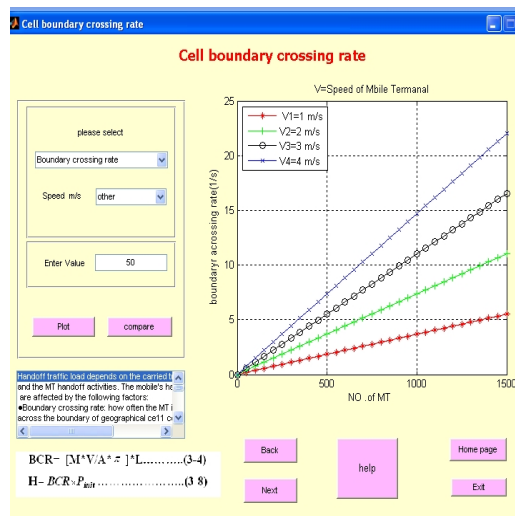 Cell boundary crossing rate
Cell boundary crossing rate
please select
Boundary crossing rate
Speed m/s
other
Enter Value
50
Plot
compare
V=Speed of Mbile Termanal
V1=1 m/s
V2=2 m/s
V3=3 m/s
V4=4 m/s
25
20
15
10
5
0
boundaryr acrossing rate(1/s)
0
500
1000
1500
NO .of MT
Handoff traffic load depends on the carried
and the MT handoff activities. The mobile's
are affected by the following factors:
●Boundary crossing rate: how often the MT
across the boundary of geographical ce11
BCR= [M*V/A*π]*L..........(3-4)
H= BCR×Pinit ........................(3 8)
Back
Next
help
Home page
Exit